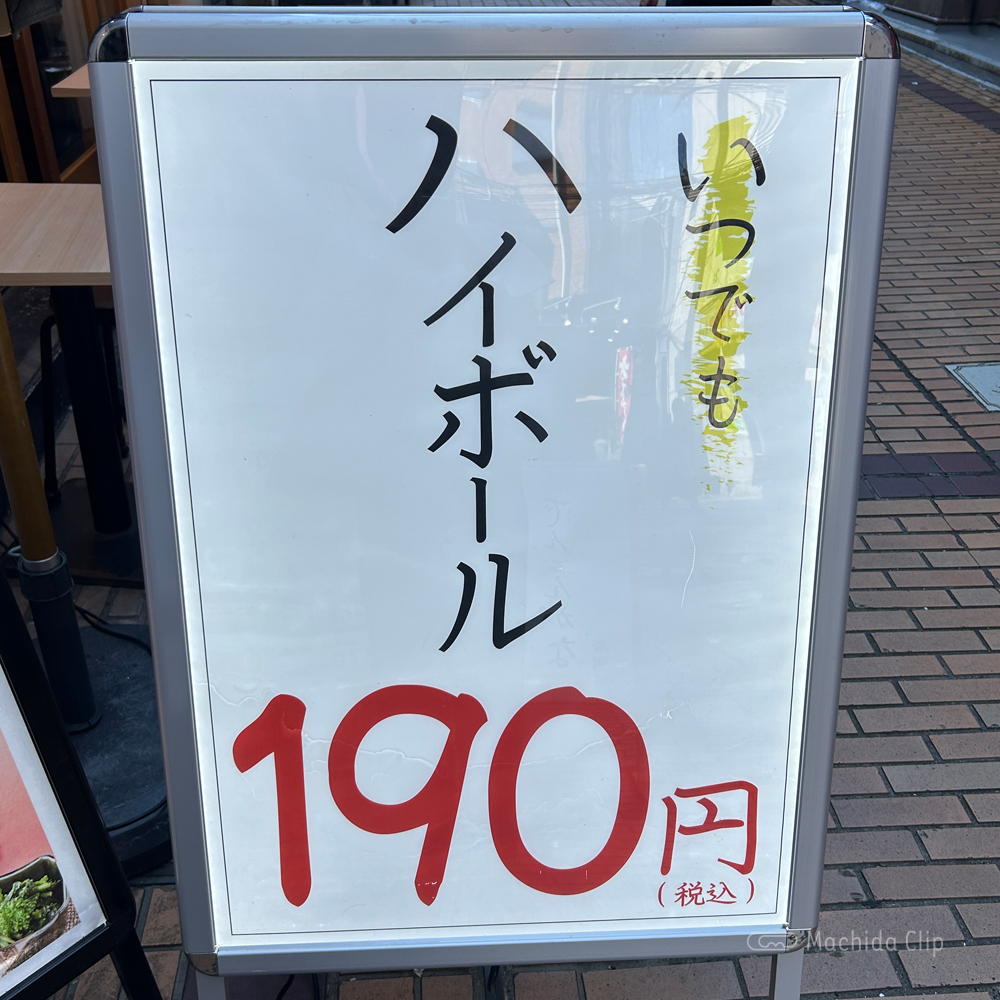 いつでも
ハイボール
190円
(税込)
Machida Clip